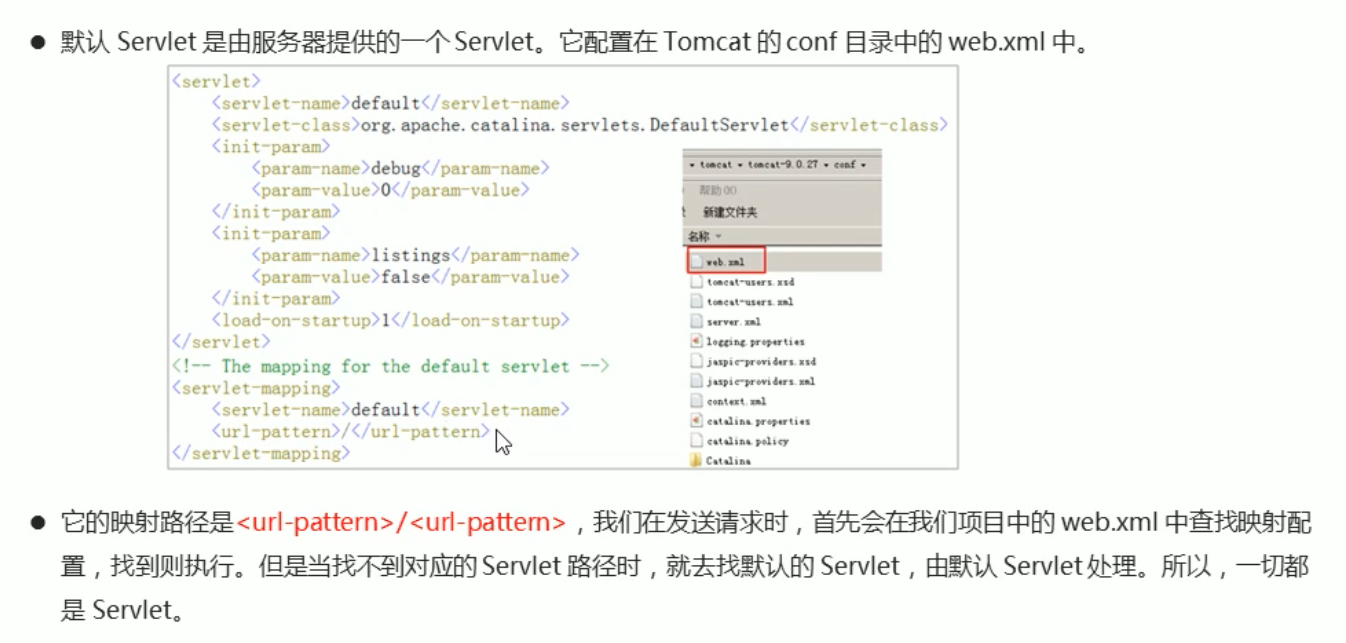 ● 默认 Servlet 是由服务器提供的一个 Servlet。它配置在 Tomcat 的 conf 目录中的 web.xml 中。
<servlet>
<servlet-name>default</servlet-name>
<servlet-class>org.apache.catalina.servlets.DefaultServlet</servlet-class>
<init-param>
<param-name>debug</param-name>
<param-value>0</param-value>
</init-param>
<init-param>
<param-name>listings</param-name>
<param-value>false</param-value>
</init-param>
<load-on-startup>1</load-on-startup>
</servlet>
<!-- The mapping for the default servlet -->
<servlet-mapping>
<servlet-name>default</servlet-name>
<url-pattern>/</url-pattern>
</servlet-mapping>
▾ tomcat ▾ tomcat-9.0.27 ▾ conf ▾
帮助(H)
新建文件夹
名称
web.xml
tomcat-users.xsd
tomcat-users.xml
server.xml
logging.properties
jaspic-providers.xsd
jaspic-providers.xml
context.xml
catalina.properties
catalina.policy
Catalina
● 它的映射路径是<url-pattern>/<url-pattern>，我们在发送请求时，首先会在我们项目中的 web.xml 中查找映射配
置，找到则执行。但是当找不到对应的 Servlet 路径时，就去找默认的 Servlet，由默认 Servlet 处理。所以，一切都
是 Servlet。